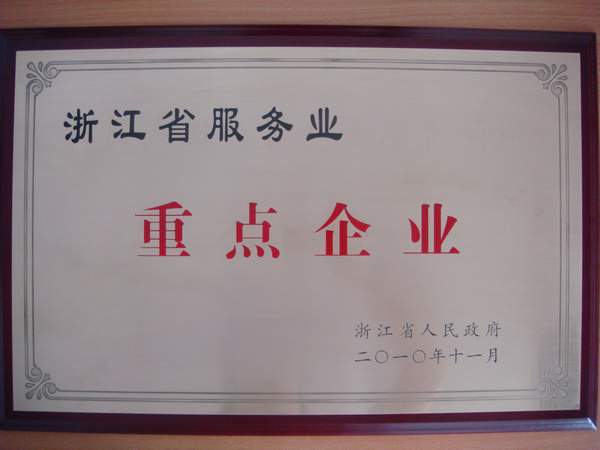 浙江省服务业
重点企业
浙江省人民政府
二〇一〇年十一月